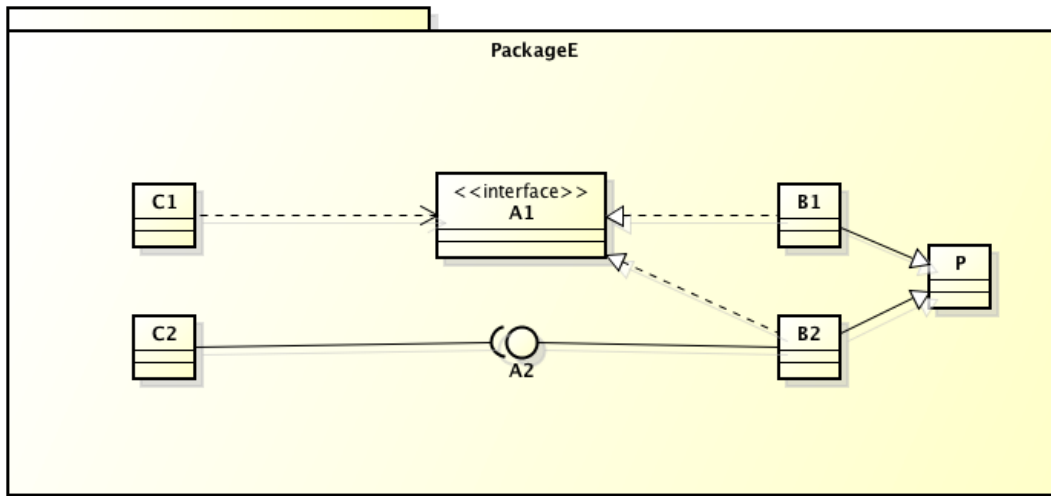 PackageE
C1
<<interface>>
A1
B1
P
C2
A2
B2